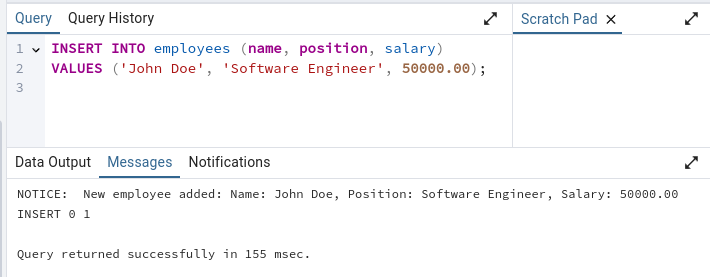 Query Query History
Scratch Pad
1 INSERT INTO employees (name, position, salary)
2 VALUES ('John Doe', 'Software Engineer', 50000.00);
3
Data Output Messages Notifications
NOTICE:  New employee added: Name: John Doe, Position: Software Engineer, Salary: 50000.00
INSERT 0 1
Query returned successfully in 155 msec.